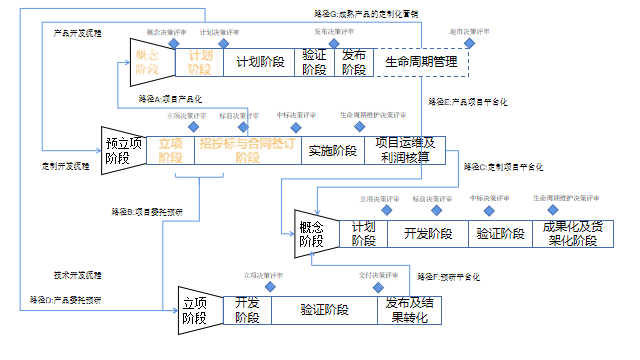 路径G:成熟产品的定制化营销
产品开发流程
概念决策评审
计划决策评审
发布决策评审
退市决策评审
概念
阶段
计划
阶段
计划阶段
验证
阶段
发布
阶段
生命周期管理
路径A:项目产品化
路径E:产品项目平台化
立项决策评审
标前决策评审
中标决策评审
生命周期维护决策评审
预立项
阶段
立项
阶段
招投标与合同签订
阶段
实施阶段
项目运维及
利润核算
定制开发流程
路径C:定制项目平台化
路径B:项目委托预研
立项决策评审
标前决策评审
中标决策评审
生命周期维护决策评审
概念
阶段
计划
阶段
开发阶段
验证阶段
成果化及货
架化阶段
技术开发流程
立项决策评审
交付决策评审
路径F:预研平台化
路径D:产品委托预研
立项
阶段
开发
阶段
验证阶段
发布及结
果转化